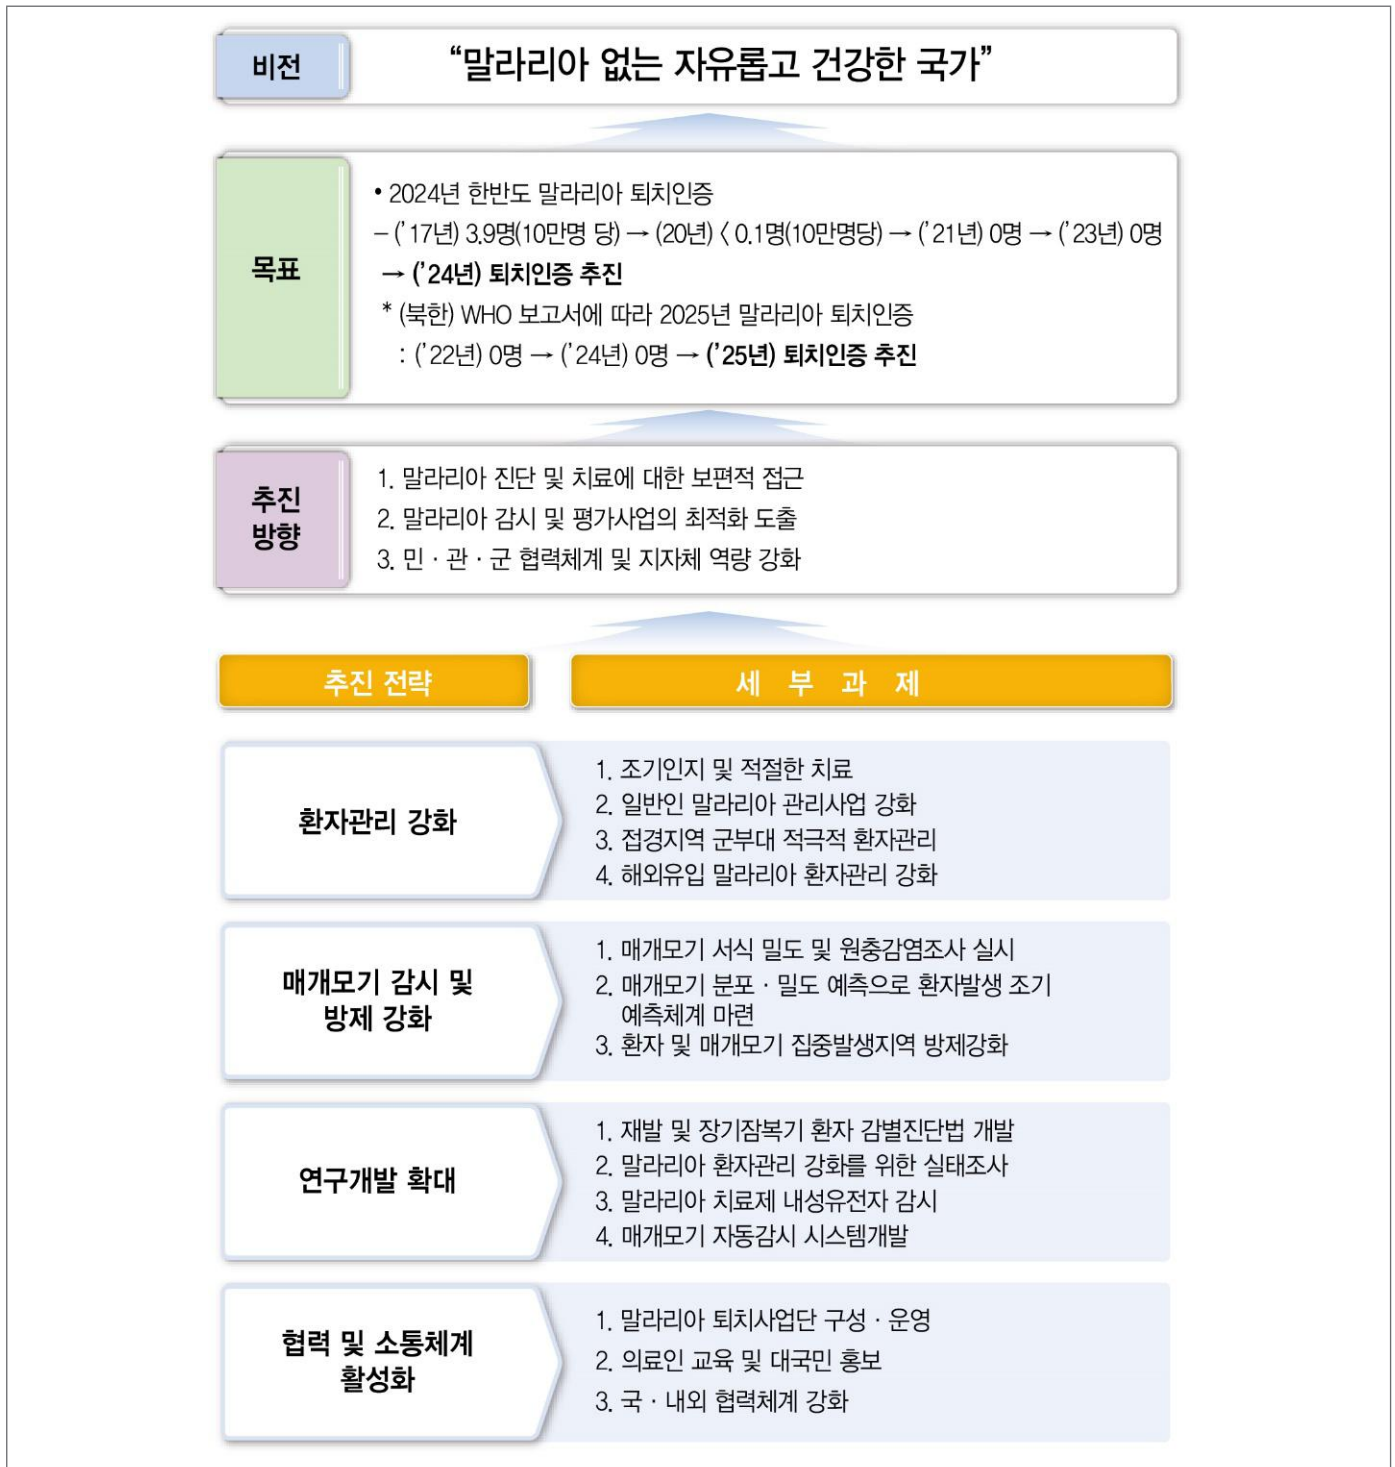 비전
“말라리아 없는 자유롭고 건강한 국가”
목표
• 2024년 한반도 말라리아 퇴치인증
– (’17년) 3.9명(10만명 당) → (20년) 〈 0.1명(10만명당) → (’21년) 0명 → (’23년) 0명
→ (’24년) 퇴치인증 추진
* (북한) WHO 보고서에 따라 2025년 말라리아 퇴치인증
: (’22년) 0명 → (’24년) 0명 → (’25년) 퇴치인증 추진
추진
방향
1. 말라리아 진단 및 치료에 대한 보편적 접근
2. 말라리아 감시 및 평가사업의 최적화 도출
3. 민 · 관 · 군 협력체계 및 지자체 역량 강화
추진 전략
세 부 과 제
환자관리 강화
1. 조기인지 및 적절한 치료
2. 일반인 말라리아 관리사업 강화
3. 접경지역 군부대 적극적 환자관리
4. 해외유입 말라리아 환자관리 강화
매개모기 감시 및
방제 강화
1. 매개모기 서식 밀도 및 원충감염조사 실시
2. 매개모기 분포 · 밀도 예측으로 환자발생 조기
예측체계 마련
3. 환자 및 매개모기 집중발생지역 방제강화
연구개발 확대
1. 재발 및 장기잠복기 환자 감별진단법 개발
2. 말라리아 환자관리 강화를 위한 실태조사
3. 말라리아 치료제 내성유전자 감시
4. 매개모기 자동감시 시스템개발
협력 및 소통체계
활성화
1. 말라리아 퇴치사업단 구성 · 운영
2. 의료인 교육 및 대국민 홍보
3. 국 · 내외 협력체계 강화